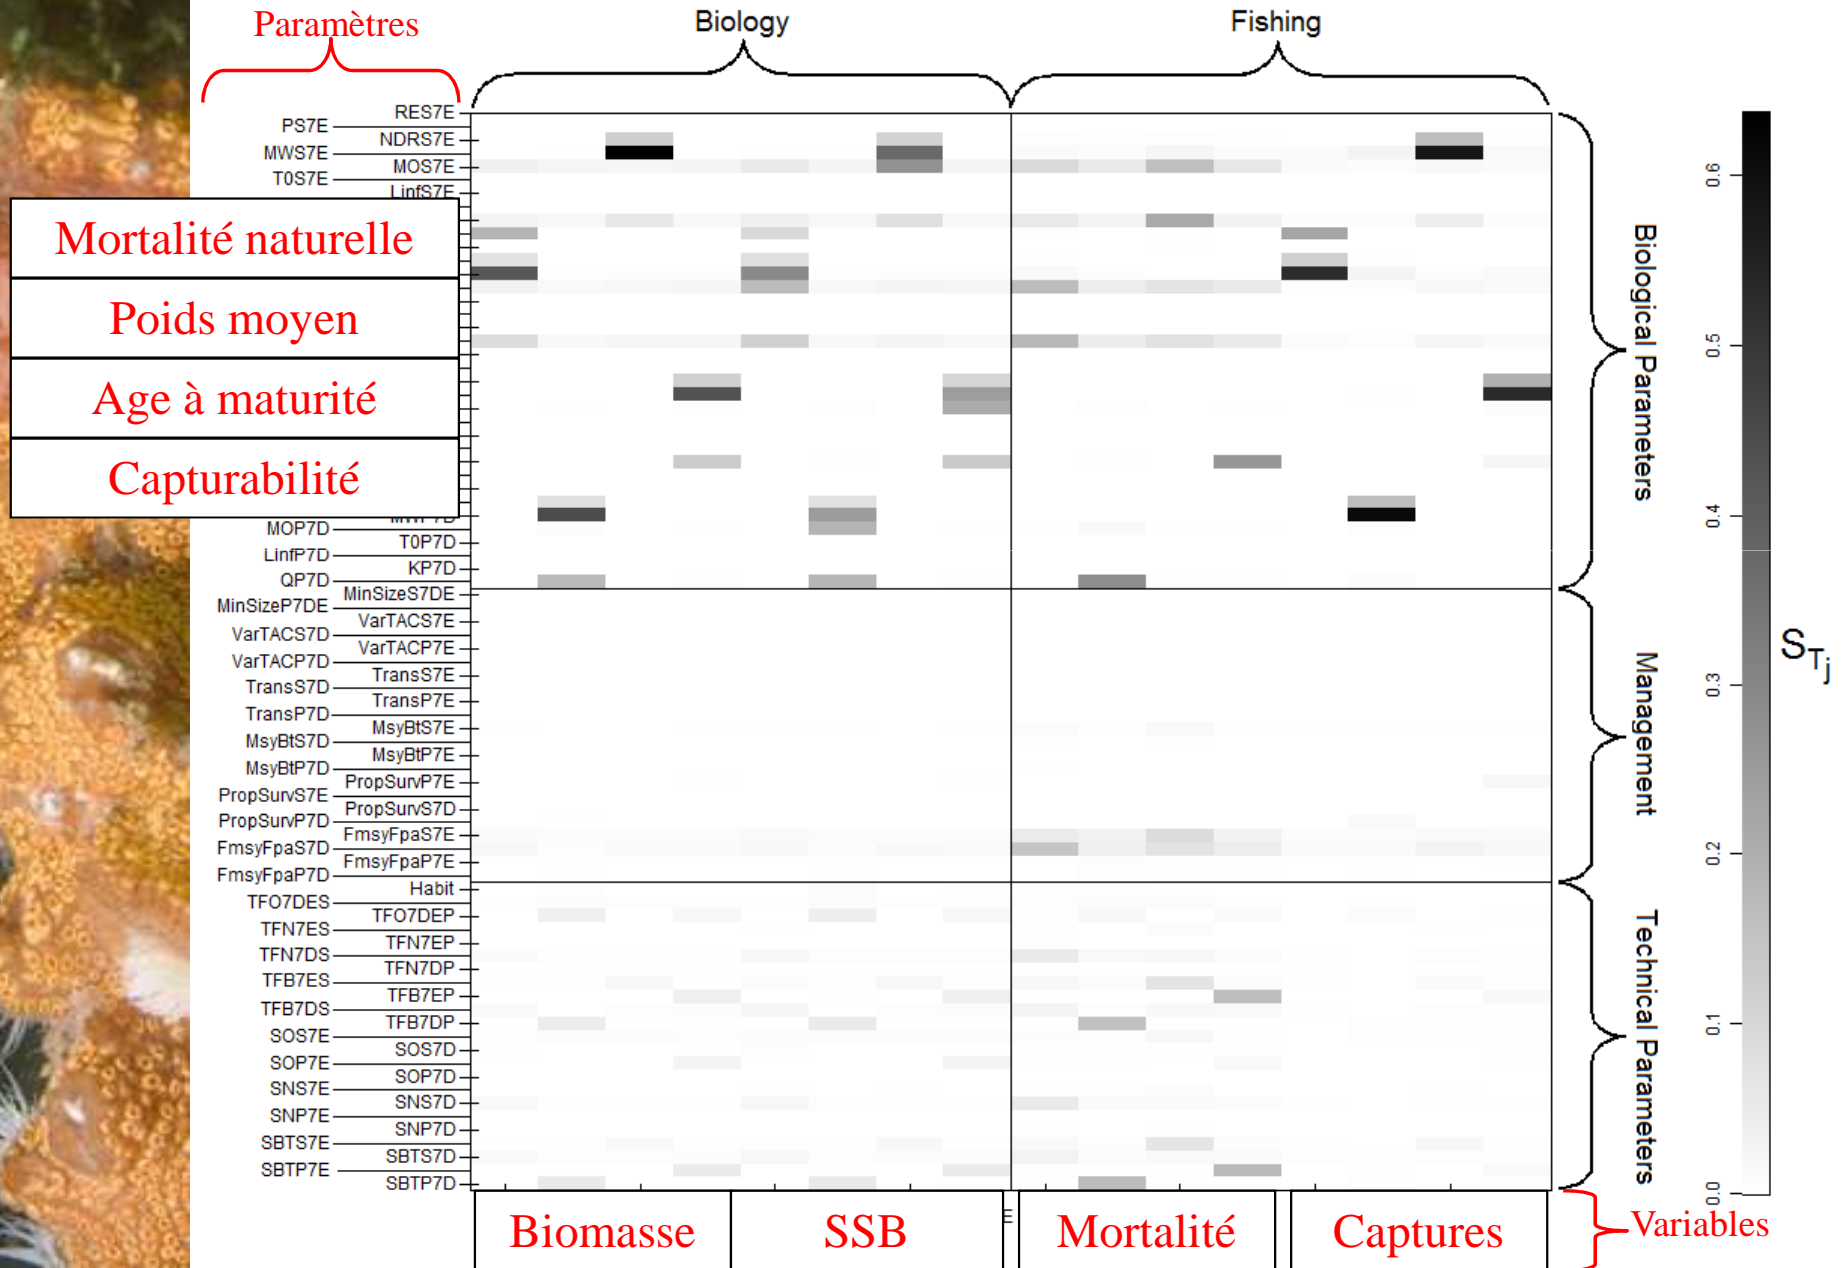 Paramètres
Biology
Fishing
RES7E
PS7E
NDRS7E
MWS7E
MOS7E
T0S7E
LinfS7E
Mortalité naturelle
Poids moyen
Age à maturité
Capturabilité
MWP7D
MOP7D
T0P7D
LinfP7D
KP7D
QP7D
MinSizeS7DE
MinSizeP7DE
VarTACS7E
VarTACS7D
VarTACP7E
VarTACP7D
TransS7E
TransS7D
TransP7E
TransP7D
MsyBtS7E
MsyBtS7D
MsyBtP7E
MsyBtP7D
PropSurvP7E
PropSurvS7E
PropSurvS7D
PropSurvP7D
FmsyFpaS7E
FmsyFpaS7D
FmsyFpaP7E
FmsyFpaP7D
Habit
TFO7DES
TFO7DEP
TFN7ES
TFN7EP
TFN7DS
TFN7DP
TFB7ES
TFB7EP
TFB7DS
TFB7DP
SOS7E
SOS7D
SOP7E
SOP7D
SNS7E
SNS7D
SNP7E
SNP7D
SBTS7E
SBTS7D
SBTP7E
SBTP7D
Biomasse
SSB
E
Mortalité
Captures
Variables
Biological Parameters
Management
Technical Parameters
0.6
0.5
0.4
0.3
0.2
0.1
0.0
STj